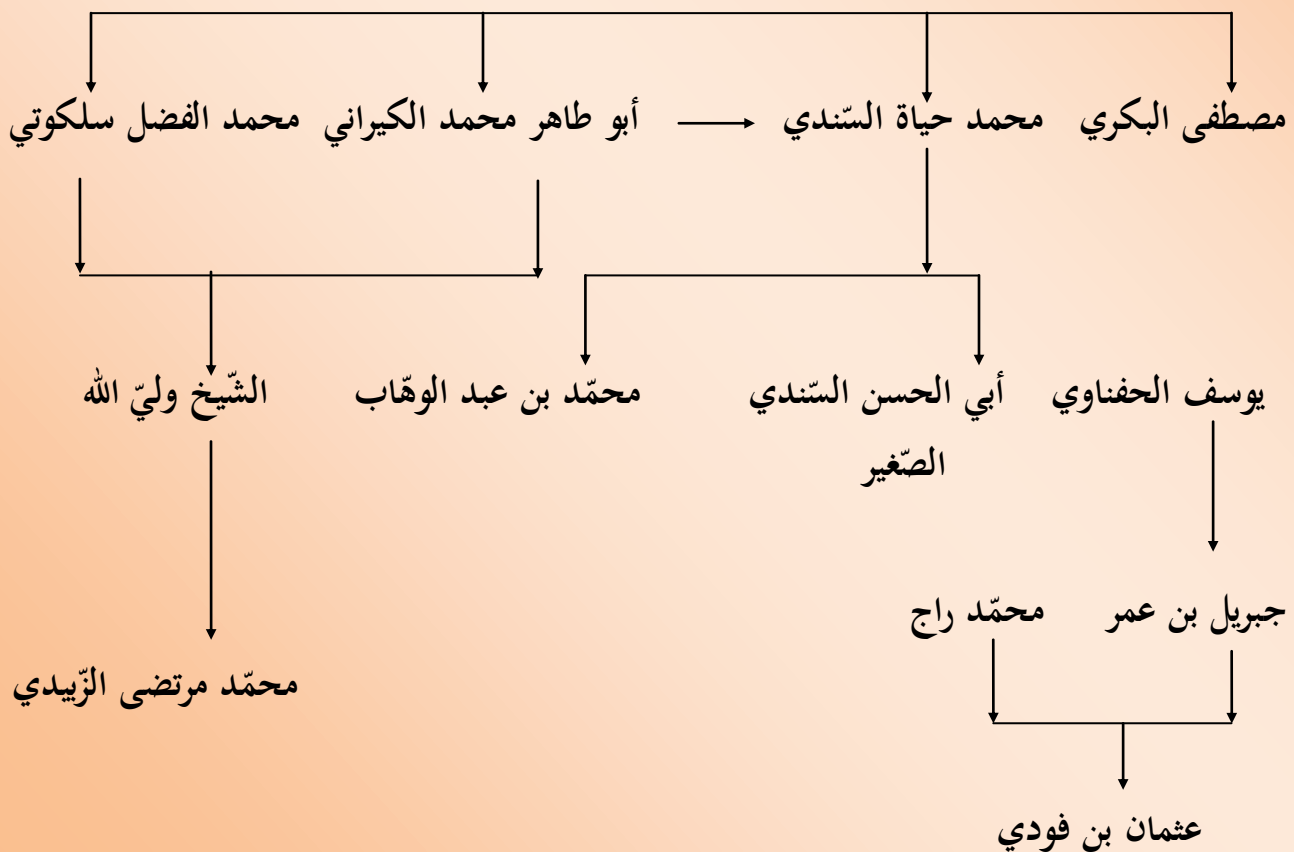 مصطفى البكري محمد حياة السّندي أبو طاهر محمد الكيراني محمد الفضل سلكوتي
يوسف الحفناوي أبي الحسن السّندي محمّد بن عبد الوهّاب الشّيخ وليّ الله
الصّغير
جبريل بن عمر محمّد راج
محمّد مرتضى الزّبيدي
عثمان بن فودي